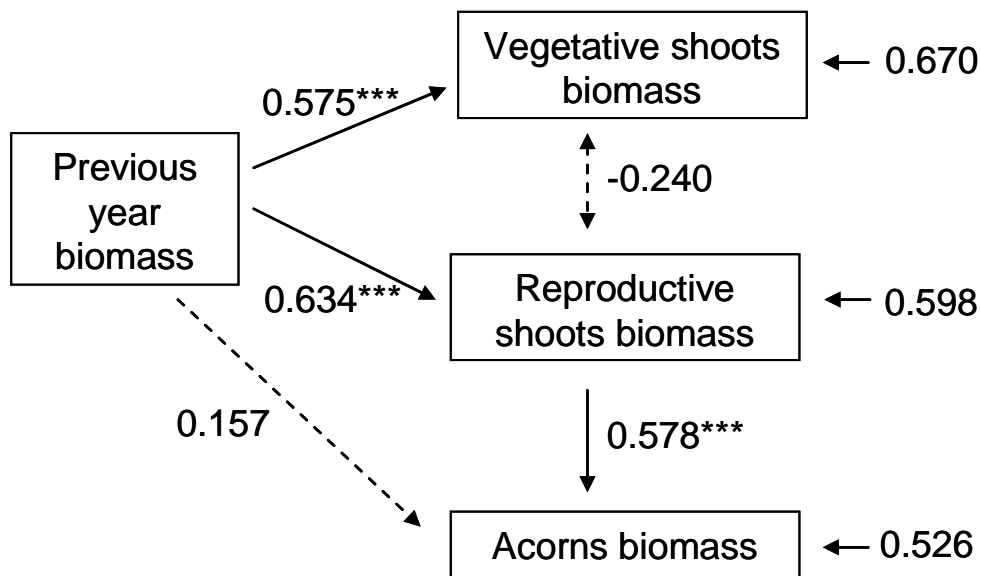 Vegetative shoots
biomass
0.670
0.575***
Previous
year
biomass
-0.240
0.634***
Reproductive
shoots biomass
0.598
0.157
0.578***
Acorns biomass
0.526